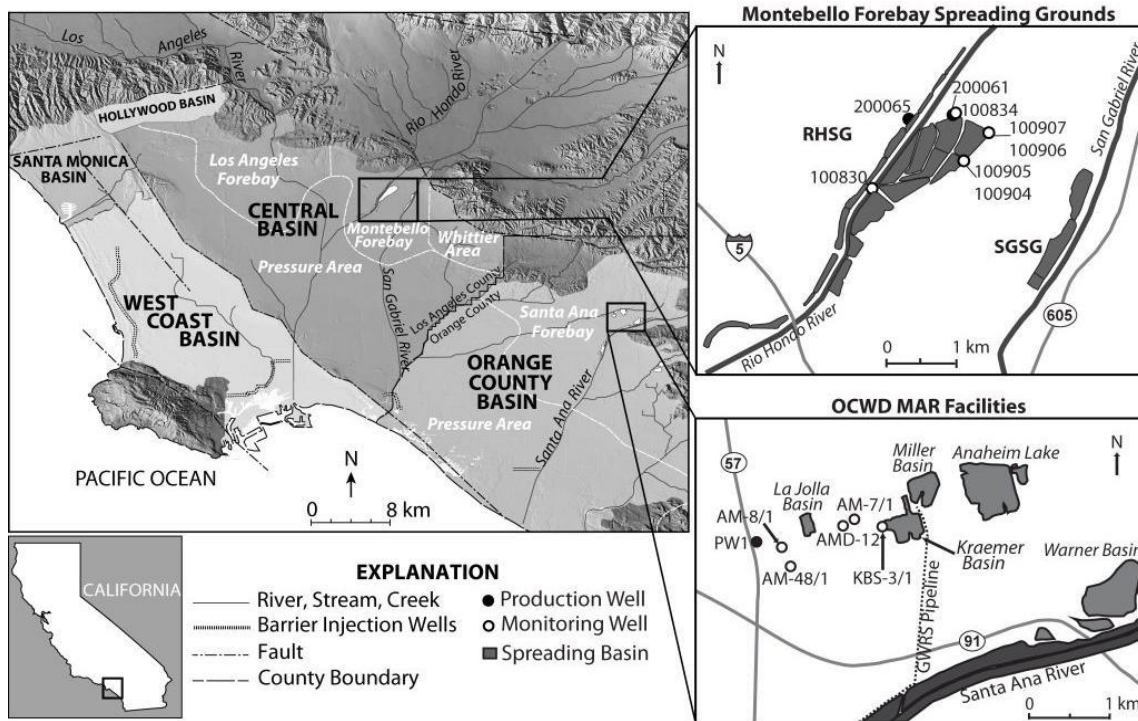 Los Angeles River
HOLLYWOOD BASIN
SANTA MONICA
BASIN
Los Angeles
Forebay
CENTRAL
BASIN
Rio Hondo River
Montebello
Forebay
Whittier
Area
Pressure Area
San Gabriel River
Los Angeles County
Orange County
Santa Ana
Forebay
WEST
COAST
BASIN
ORANGE
COUNTY
BASIN
Pressure Area
Santa Ana River
PACIFIC OCEAN
N
0 8 km
Montebello Forebay Spreading Grounds
N
200061
200065
100834
RHSG
100907
100906
100830
100905
100904
San Gabriel River
5
SGSG
605
Rio Hondo River
0 1 km
OCWD MAR Facilities
57
Miller
Basin
Anaheim Lake
N
La Jolla
Basin
AM-7/1
AM-8/1
PW1
AMD-12
Kraemer
Basin
Warner Basin
AM-48/1
KBS-3/1
GWRS Pipeline
91
Santa Ana River
0 1 km
CALIFORNIA
EXPLANATION
River, Stream, Creek
Barrier Injection Wells
Fault
County Boundary
Production Well
Monitoring Well
Spreading Basin